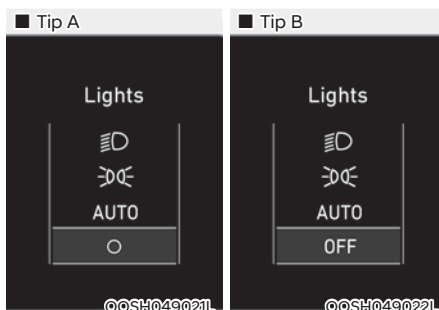 ■ Tip A
Lights
AUTO
O
OOSH049021L
■ Tip B
Lights
AUTO
OFF
OOSH049022L